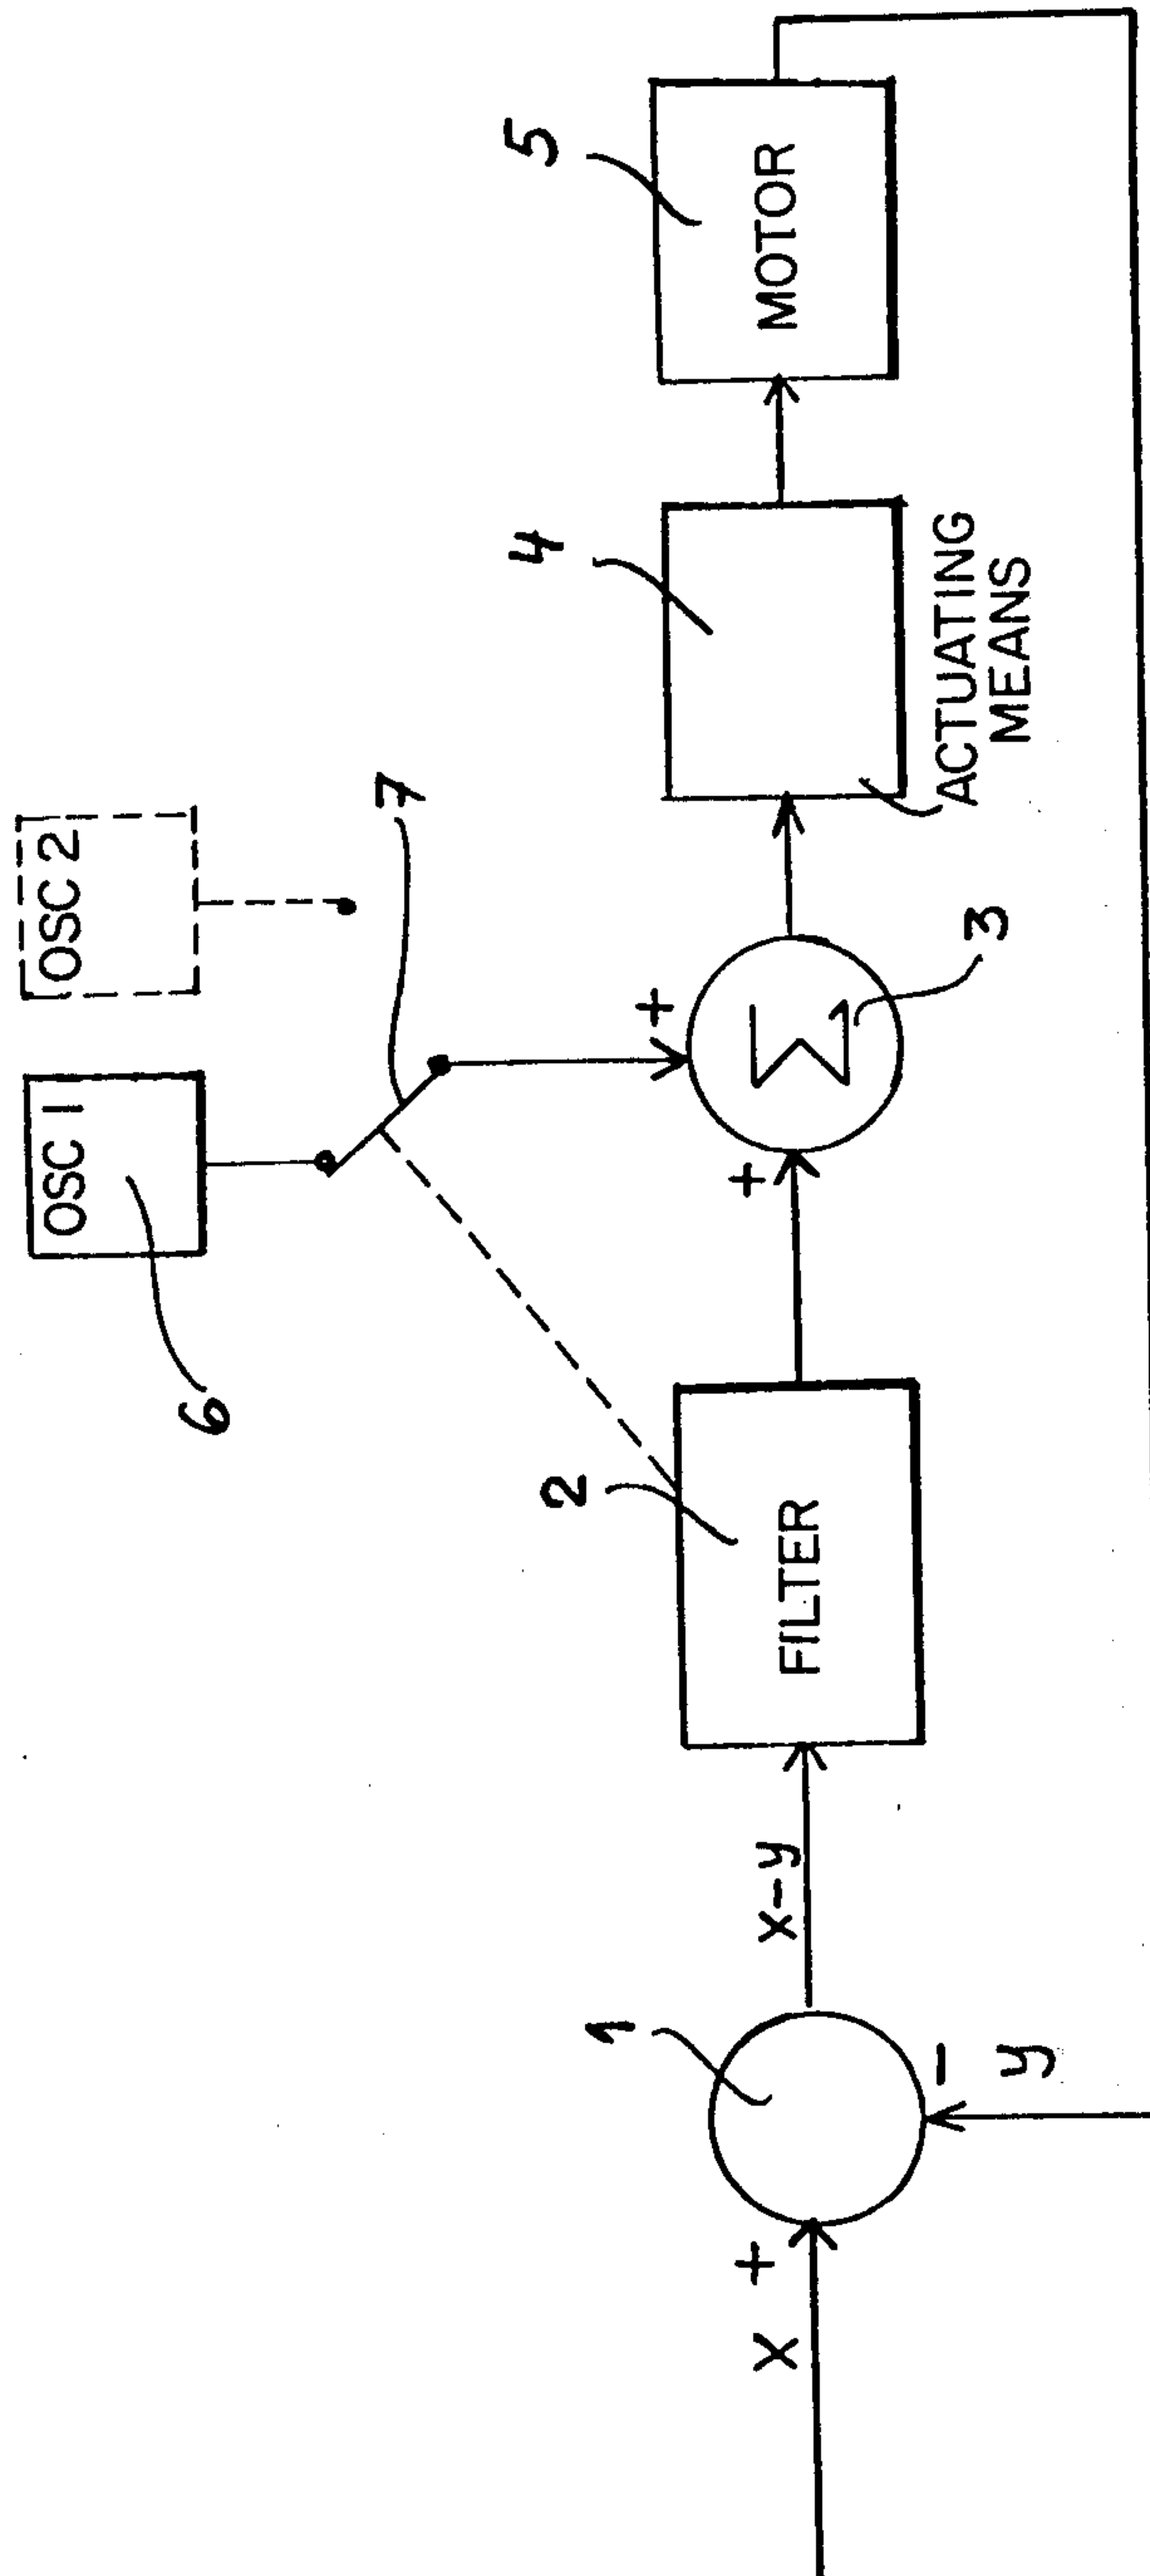 OSC 1
OSC 2
6
7
5
4
2
1
MOTOR
+
x +
x-y
FILTER
+
Σ
3
ACTUATING
MEANS
-
y